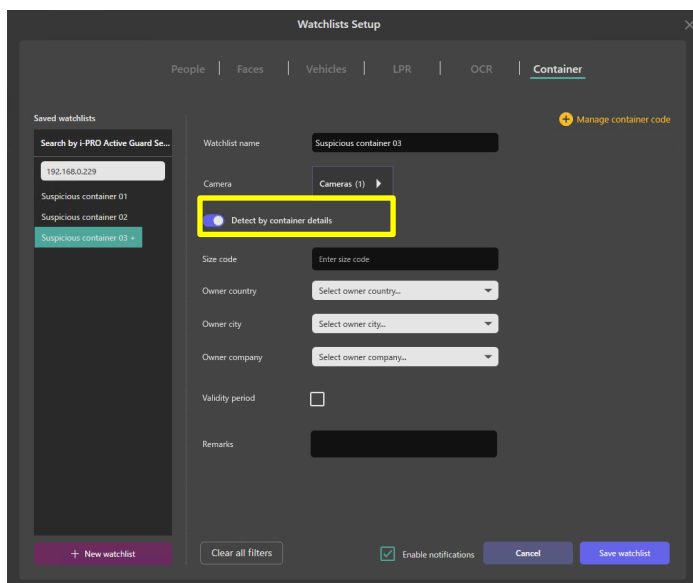 Watchlists Setup
People
Faces
Vehicles
LPR
OCR
Container
Saved watchlists
Manage container code
Search by i-PRO Active Guard Se...
192.168.0.229
Suspicious container 01
Suspicious container 02
Suspicious container 03 +
Watchlist name
Suspicious container 03
Camera
Cameras (1)
Detect by container details
Size code
Enter size code
Owner country
Select owner country...
Owner city
Select owner city...
Owner company
Select owner company...
Validity period
Remarks
+ New watchlist
Clear all filters
Enable notifications
Cancel
Save watchlist